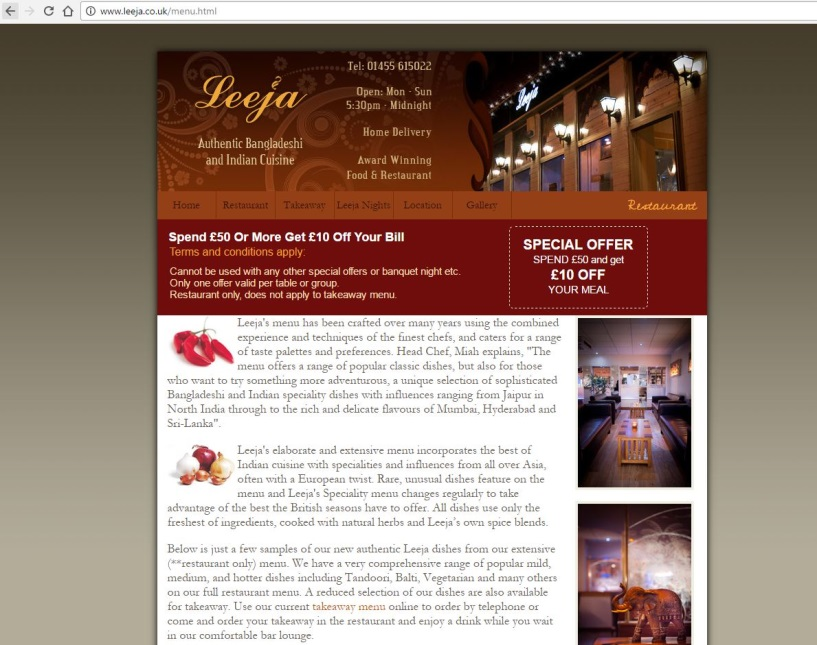 www.leeja.co.uk/menu.html
Leeja
Authentic Bangladeshi
and Indian Cuisine
Tel: 01455 615022
Open: Mon - Sun
5:30pm - Midnight
Home Delivery
Award Winning
Food & Restaurant
Leeja
Home Restaurant Takeaway Leeja Nights Location Gallery
Restaurant
Spend £50 Or More Get £10 Off Your Bill
Terms and conditions apply:
Cannot be used with any other special offers or banquet night etc.
Only one offer valid per table or group.
Restaurant only, does not apply to takeaway menu.
SPECIAL OFFER
SPEND £50 and get
£10 OFF
YOUR MEAL
Leeja's menu has been crafted over many years using the combined
experience and techniques of the finest chefs, and caters for a range
of taste palettes and preferences. Head Chef, Miah explains, "The
menu offers a range of popular classic dishes, but also for those
who want to try something more adventurous, a unique selection of sophisticated
Bangladeshi and Indian speciality dishes with influences ranging from Jaipur in
North India through to the rich and delicate flavours of Mumbai, Hyderabad and
Sri-Lanka".
Leeja's elaborate and extensive menu incorporates the best of
Indian cuisine with specialities and influences from all over Asia,
often with a European twist. Rare, unusual dishes feature on the
menu and Leeja's Speciality menu changes regularly to take
advantage of the best the British seasons have to offer. All dishes use only the
freshest of ingredients, cooked with natural herbs and Leeja's own spice blends.
Below is just a few samples of our new authentic Leeja dishes from our extensive
(**restaurant only) menu. We have a very comprehensive range of popular mild,
medium, and hotter dishes including Tandoori, Balti, Vegetarian and many others
on our full restaurant menu. A reduced selection of our dishes are also available
for takeaway. Use our current takeaway menu online to order by telephone or
come and order your takeaway in the restaurant and enjoy a drink while you wait
in our comfortable bar lounge.